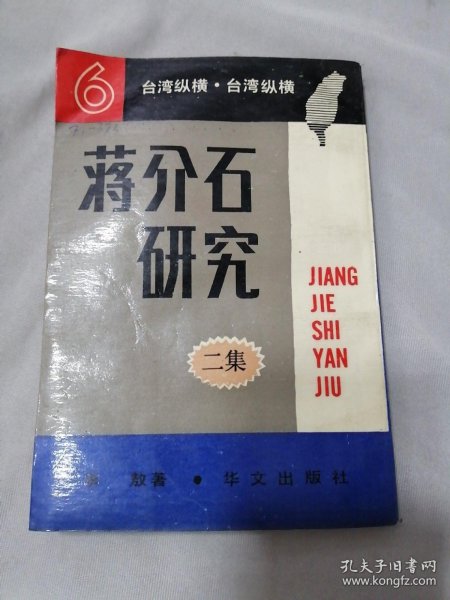 6
台湾纵横·台湾纵横
蒋介石
研究
二集
JIANG
JIE
SHI
YAN
JIU
敖著 • 华文出版社
孔夫子旧书网
www.kongfz.com